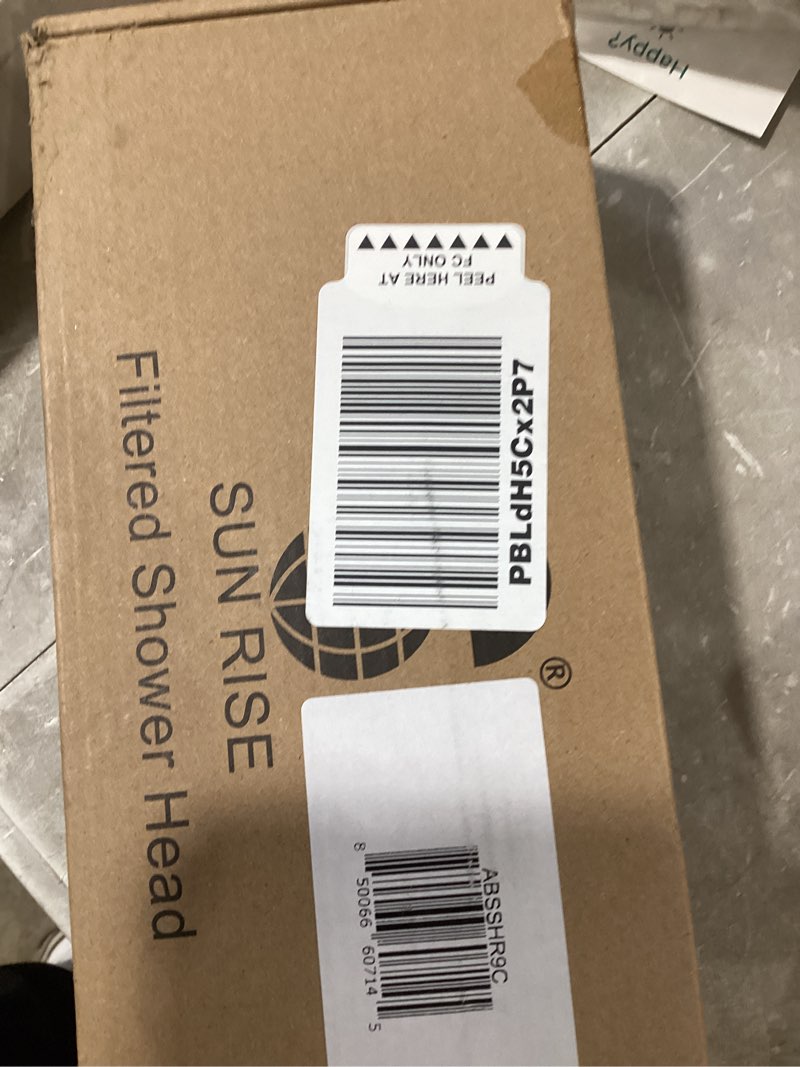 Happy?
PEEL HERE AT
FC ONLY
PBLdH5Cx2P7
®
SUN RISE
Filtered Shower Head
ABSSHR9C
8 50066 60714 5